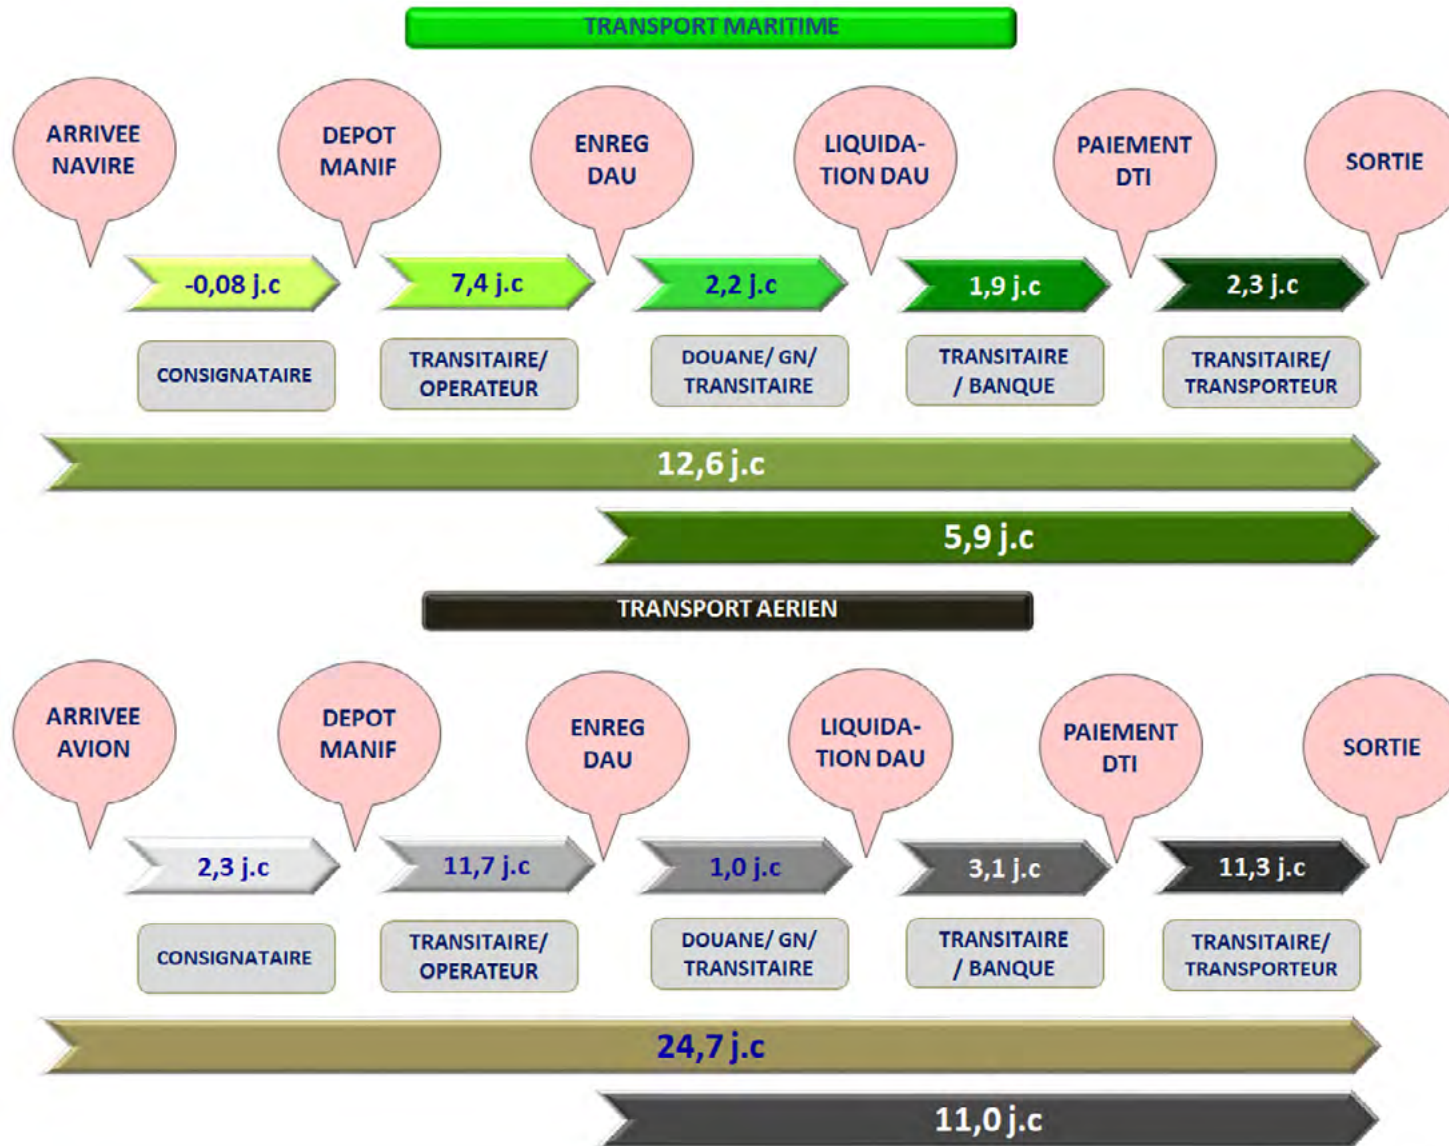 TRANSPORT MARITIME
ARRIVEE
NAVIRE
DEPOT
MANIF
ENREG
DAU
LIQUIDA-
TION DAU
PAIEMENT
DTI
SORTIE
-0,08 j.c
7,4 j.c
2,2 j.c
1,9 j.c
2,3 j.c
CONSIGNATAIRE
TRANSITAIRE/
OPERATEUR
DOUANE/ GN/
TRANSITAIRE
TRANSITAIRE
/ BANQUE
TRANSITAIRE/
TRANSPORTEUR
12,6 j.c
5,9 j.c
TRANSPORT AERIEN
ARRIVEE
AVION
DEPOT
MANIF
ENREG
DAU
LIQUIDA-
TION DAU
PAIEMENT
DTI
SORTIE
2,3 j.c
11,7 j.c
1,0 j.c
3,1 j.c
11,3 j.c
CONSIGNATAIRE
TRANSITAIRE/
OPERATEUR
DOUANE/ GN/
TRANSITAIRE
TRANSITAIRE
/ BANQUE
TRANSITAIRE/
TRANSPORTEUR
24,7 j.c
11,0 j.c